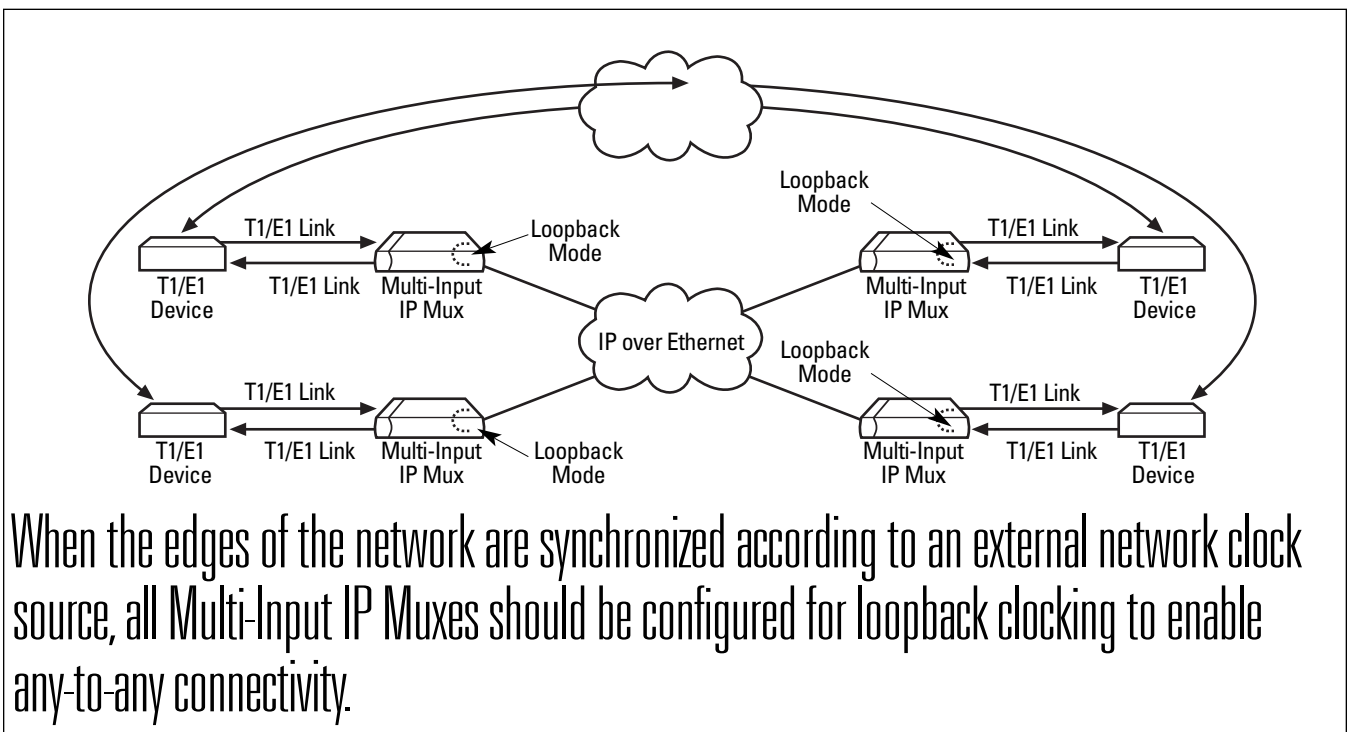 Loopback
Mode
T1/E1 Link
Loopback
Mode
T1/E1 Link
T1/E1
Device
T1/E1 Link
Multi-Input
IP Mux
Multi-Input
IP Mux
T1/E1 Link
T1/E1
Device
IP over Ethernet
Loopback
Mode
T1/E1 Link
T1/E1 Link
T1/E1
Device
T1/E1 Link
Multi-Input
IP Mux
Loopback
Mode
Multi-Input
IP Mux
T1/E1 Link
T1/E1
Device
When the edges of the network are synchronized according to an external network clock
source, all Multi-Input IP Muxes should be configured for loopback clocking to enable
any-to-any connectivity.